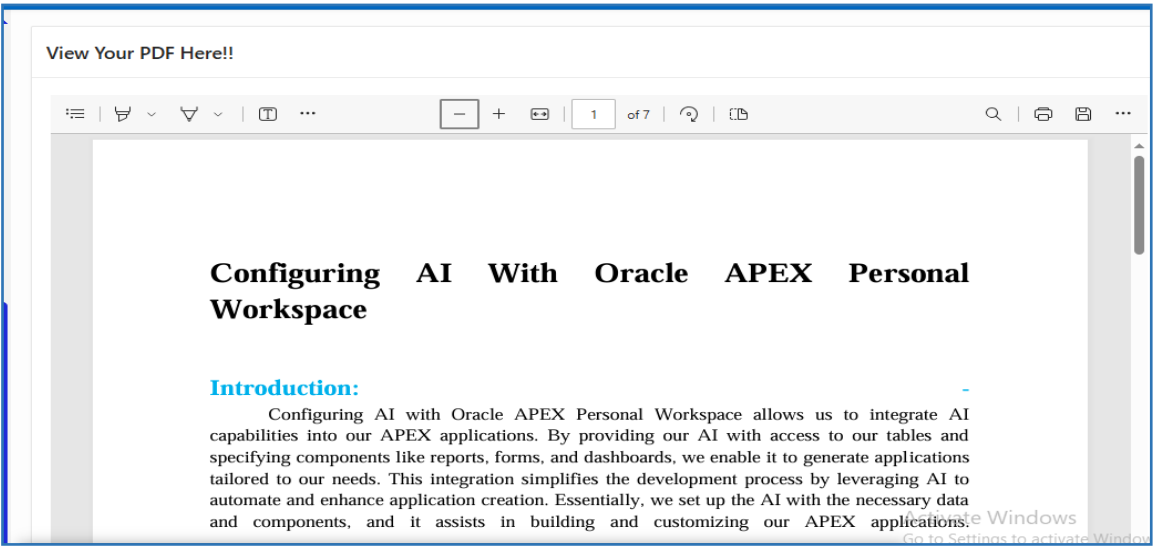 View Your PDF Here!!
1 of 7
Configuring AI With Oracle APEX Personal
Workspace
Introduction: -
Configuring AI with Oracle APEX Personal Workspace allows us to integrate AI
capabilities into our APEX applications. By providing our AI with access to our tables and
specifying components like reports, forms, and dashboards, we enable it to generate applications
tailored to our needs. This integration simplifies the development process by leveraging AI to
automate and enhance application creation. Essentially, we set up the AI with the necessary data
and components, and it assists in building and customizing our APEX applications.
Activate Windows
Go to Settings to activate Window